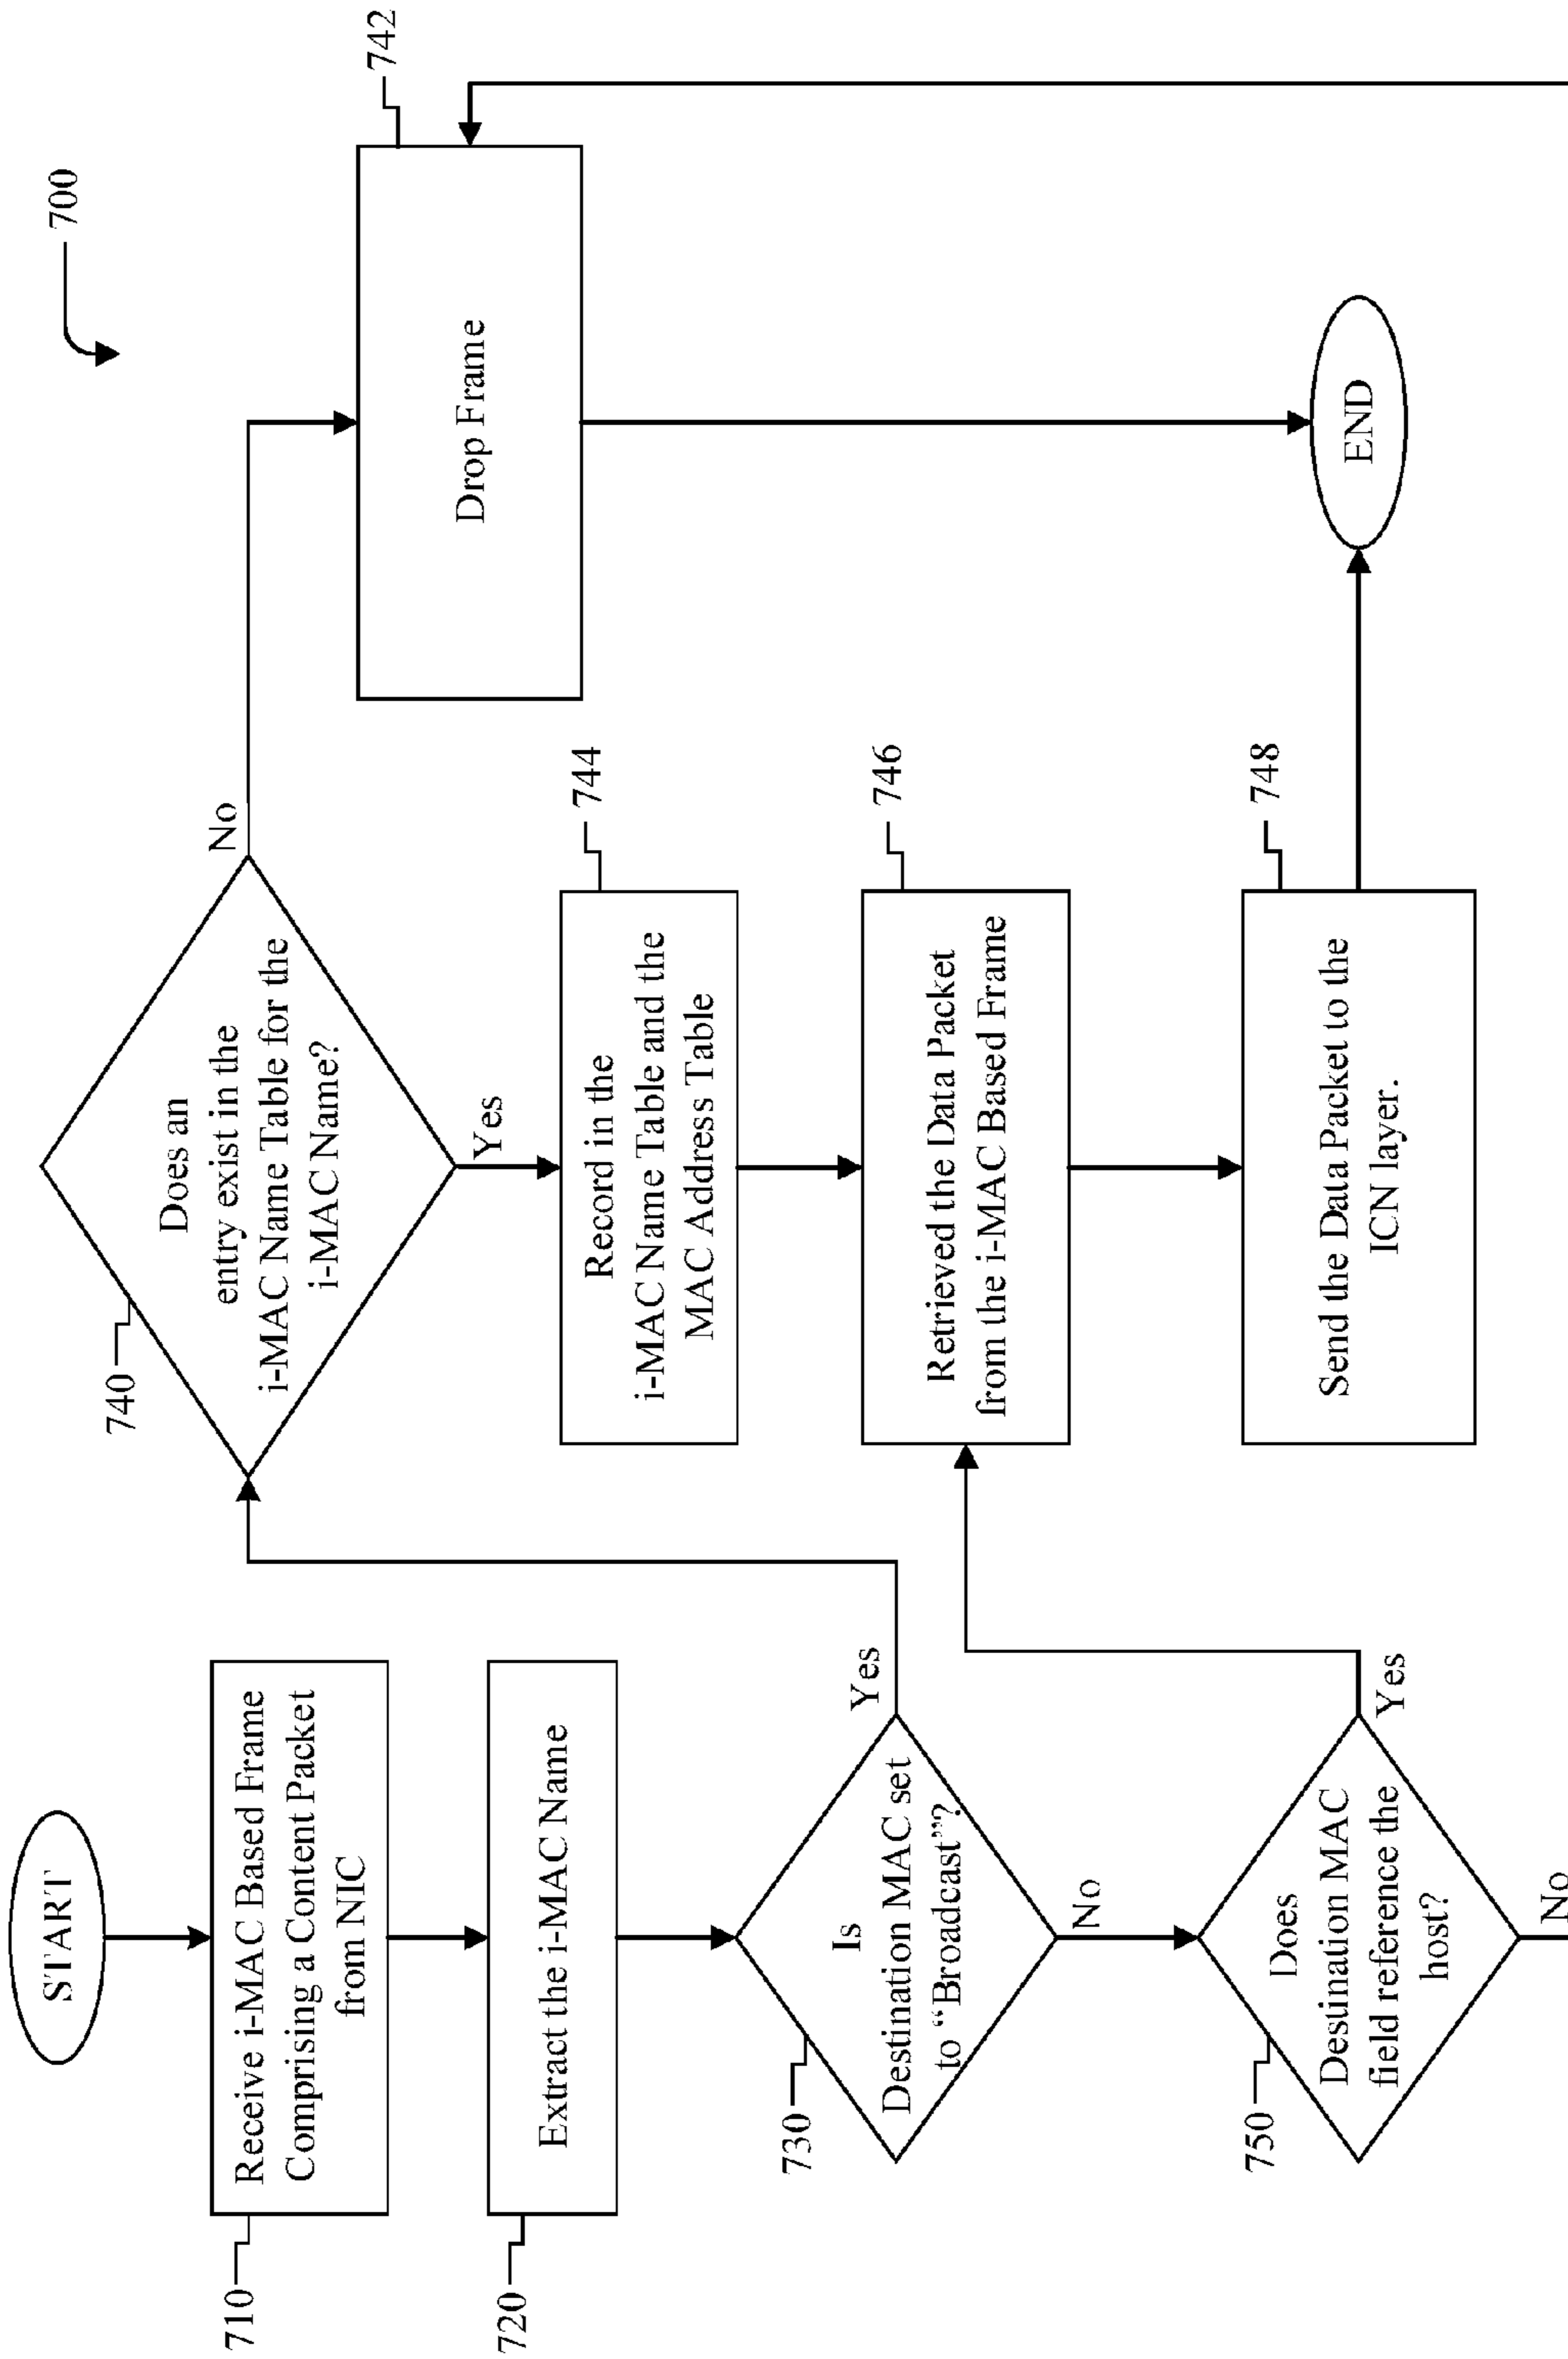 700
START
710
Receive i-MAC Based Frame
Comprising a Content Packet
from NIC
720
Extract the i-MAC Name
730
Is
Destination MAC set
to “Broadcast”?
Yes
No
750
Does
Destination MAC
field reference the
host?
Yes
No
740
Does an
entry exist in the
i-MAC Name Table for the
i-MAC Name?
No
Yes
744
Record in the
i-MAC Name Table and the
MAC Address Table
746
Retrieved the Data Packet
from the i-MAC Based Frame
748
Send the Data Packet to the
ICN layer.
742
Drop Frame
END